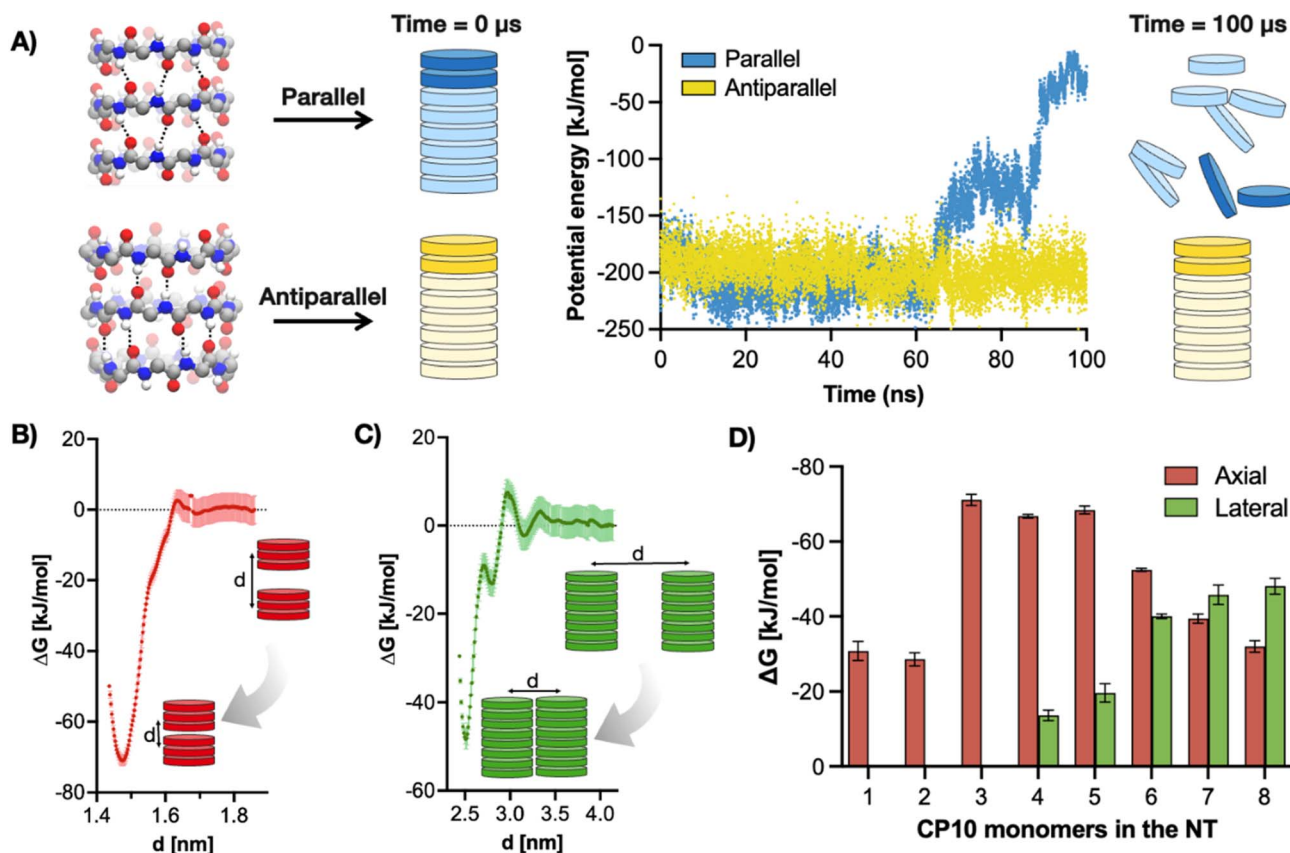 A)
Parallel
Antiparallel
Time = 0 µs
Potential energy [kJ/mol]
0
-50
-100
-150
-200
-250
Parallel
Antiparallel
0 20 40 60 80 100
Time (ns)
Time = 100 µs
B)
ΔG [kJ/mol]
20
0
-20
-40
-60
-80
d
d
1.4 1.6 1.8
d [nm]
C)
ΔG [kJ/mol]
20
0
-20
-40
-60
d
d
2.5 3.0 3.5 4.0
d [nm]
D)
ΔG [kJ/mol]
-80
-60
-40
-20
0
Axial
Lateral
1 2 3 4 5 6 7 8
CP10 monomers in the NT